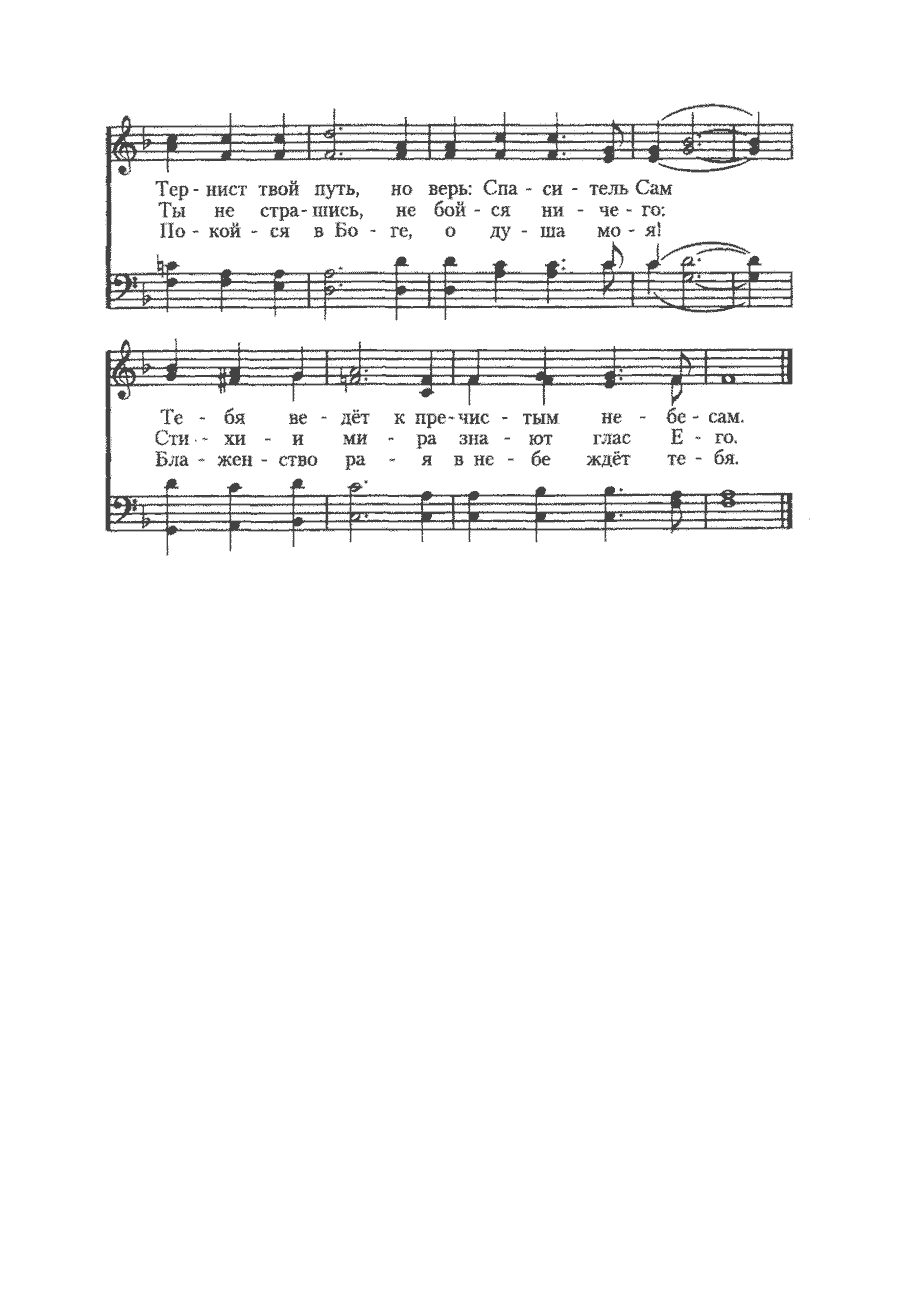 Тер - нист твой путь, но верь: Спа - си - тель Сам
Ты не стра - шись, не бой - ся ни - че - го:
По - кой - ся в Бо - ге, о ду - ша мо - я!
Те - бя ве - дёт к пре - чис - тым не - бе - сам.
Сти - хи - и ми - ра зна - ют глас Е - го.
Бла - жен - ство ра - я в не - бе ждёт те - бя.